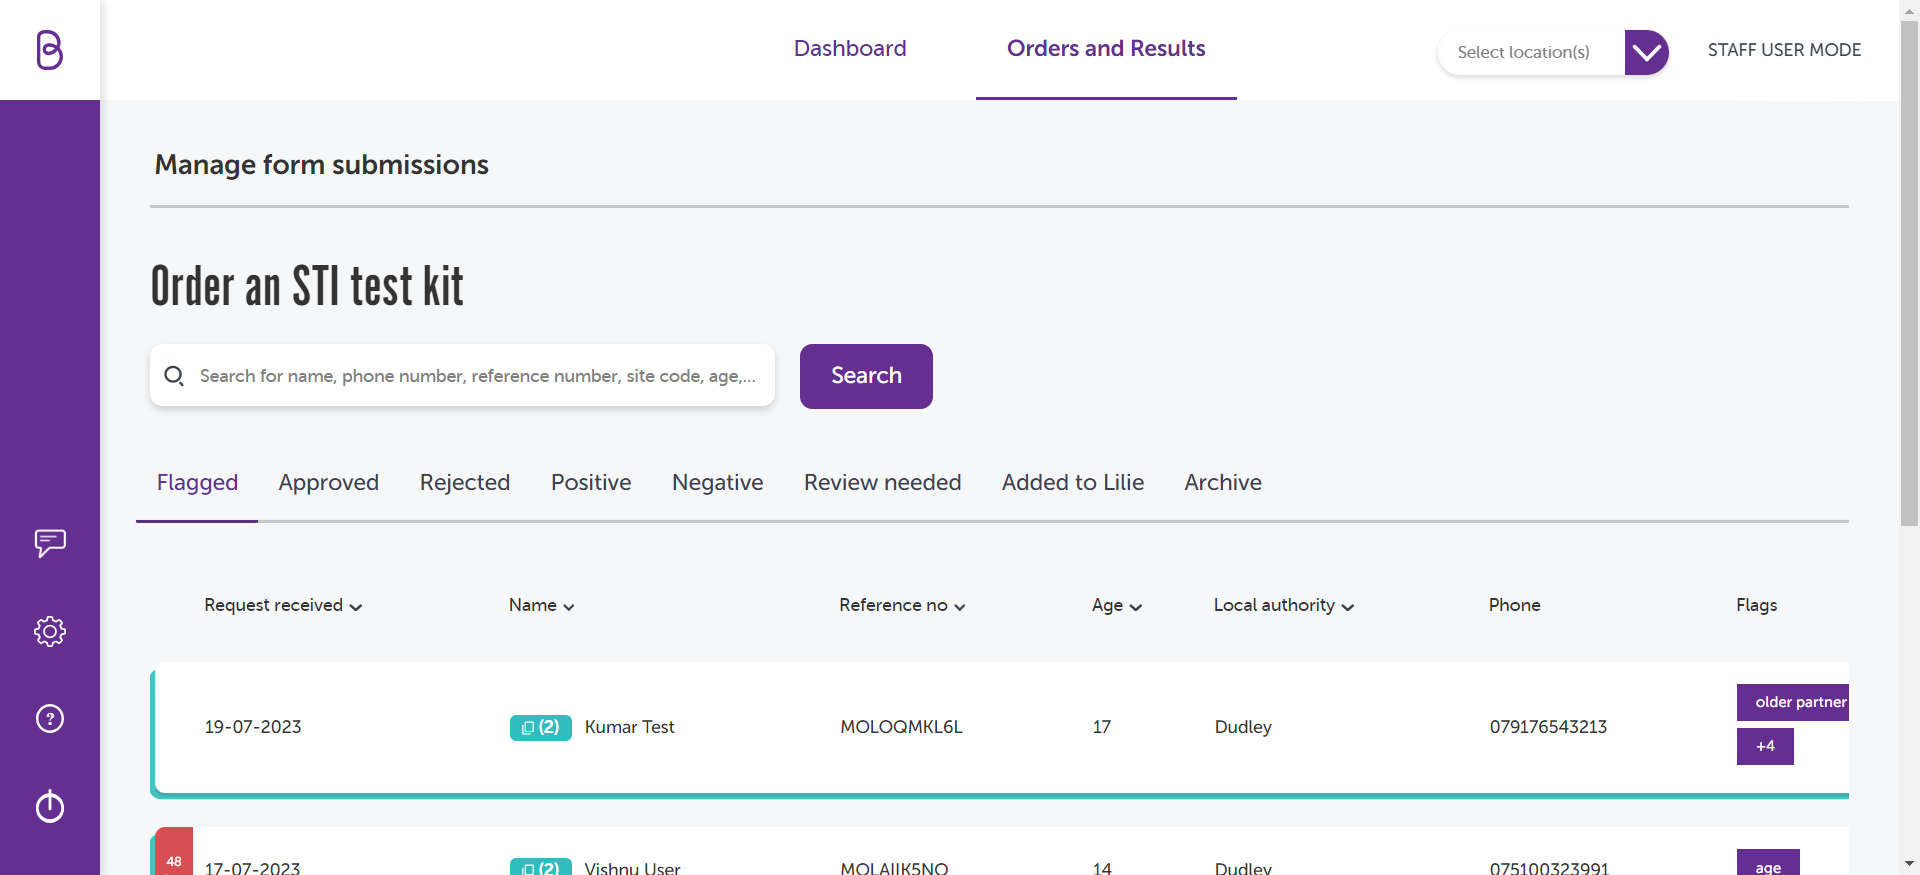 B
Dashboard
Orders and Results
Select location(s)
STAFF USER MODE
Manage form submissions
Order an STI test kit
Search for name, phone number, reference number, site code, age,...
Search
Flagged Approved Rejected Positive Negative Review needed Added to Lilie Archive
Request received Name Reference no Age Local authority Phone Flags
19-07-2023 (2) Kumar Test MOLOQMKL6L 17 Dudley 079176543213 older partner
+4
48 17-07-2023 (2) Vishnu User MOLAIIK5NO 14 Dudley 075100323991 age